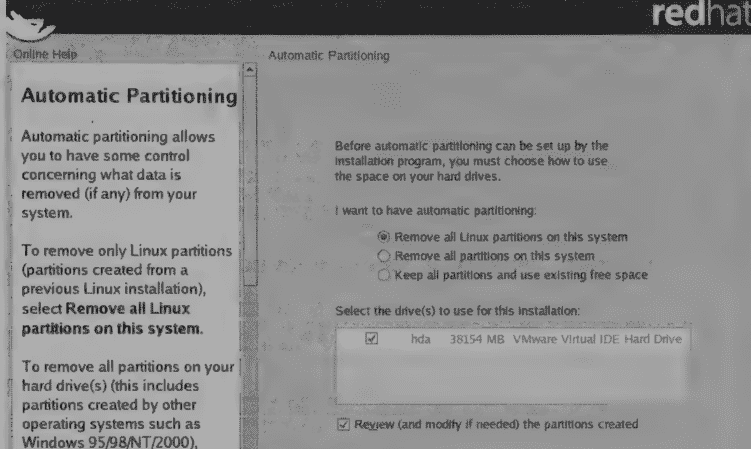 redhat
Online Help
Automatic Partitioning
Automatic Partitioning
Automatic partitioning allows
you to have some control
concerning what data is
removed (if any) from your
system.
To remove only Linux partitions
(partitions created from a
previous Linux installation),
select Remove all Linux
partitions on this system.
To remove all partitions on your
hard drive(s) (this includes
partitions created by other
operating systems such as
Windows 95/98/NT/2000),
Before automatic partitioning can be set up by the
installation program, you must choose how to use
the space on your hard drives.
I want to have automatic partitioning:
Remove all Linux partitions on this system
Remove all partitions on this system
Keep all partitions and use existing free space
Select the drive(s) to use for this installation:
hda 38154 MB VMware Virtual IDE Hard Drive
Review (and modify if needed) the partitions created